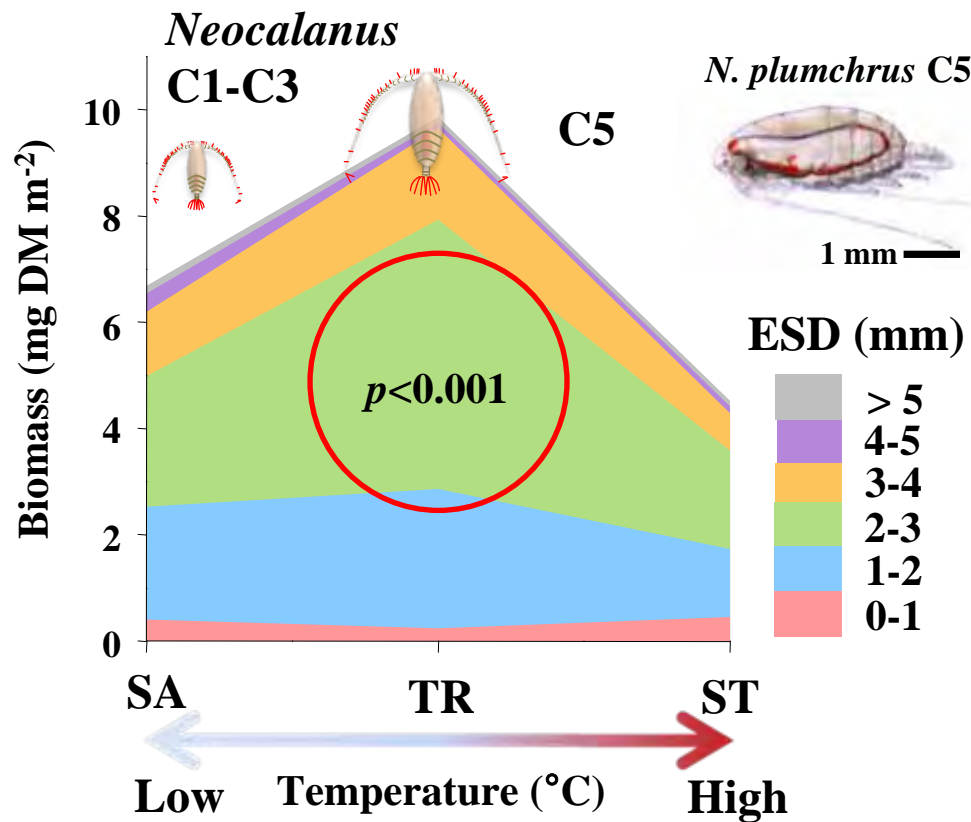 Neocalanus
C1-C3
C5
N. plumchrus C5
1 mm
Biomass (mg DM m-2)
10
8
6
4
2
0
p<0.001
ESD (mm)
> 5
4-5
3-4
2-3
1-2
0-1
SA
TR
ST
Low
Temperature (°C)
High